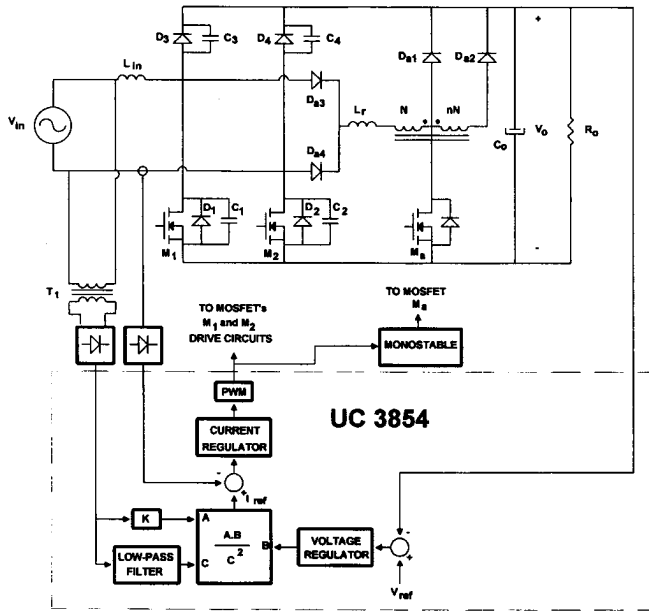 D3
C3
D4
C4
Da1
Da2
+
Lin
Da3
Lr
N
nN
Vin
Co
Vo
Ro
Da4
D1
C1
D2
C2
M1
M2
Ma
-
T1
TO MOSFET's
M1 and M2
DRIVE CIRCUITS
TO MOSFET
Ma
MONOSTABLE
PWM
UC 3854
CURRENT
REGULATOR
-
+
I ref
K
A
A.B
C2
B
C
LOW-PASS
FILTER
VOLTAGE
REGULATOR
-
+
Vref